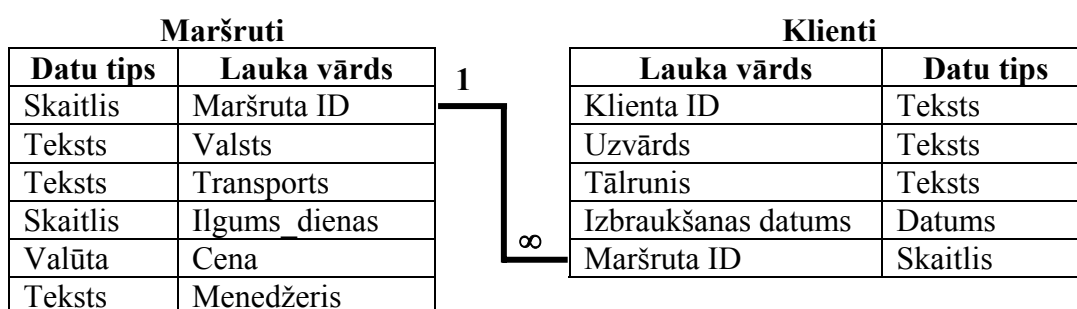 Maršruti
Datu tips Lauka vārds
Skaitlis Maršruta ID
Teksts Valsts
Teksts Transports
Skaitlis Ilgums_dienas
Valūta Cena
Teksts Menedžeris
1
∞
Klienti
Lauka vārds Datu tips
Klienta ID Teksts
Uzvārds Teksts
Tālrunis Teksts
Izbraukšanas datums Datums
Maršruta ID Skaitlis